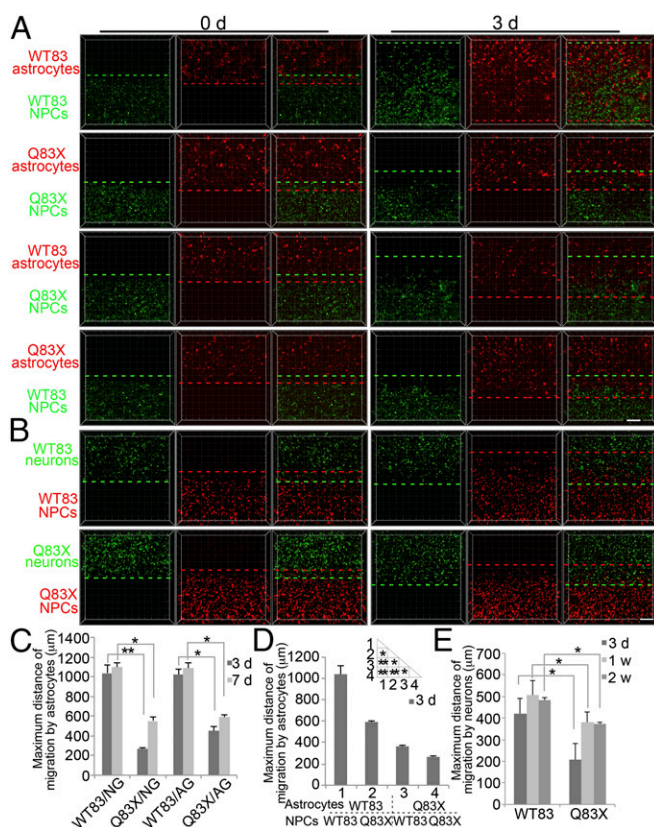 A
0 d
3 d
WT83
astrocytes
WT83
NPCs
Q83X
astrocytes
Q83X
NPCs
WT83
astrocytes
Q83X
NPCs
Q83X
astrocytes
WT83
NPCs
B
WT83
neurons
WT83
NPCs
Q83X
neurons
Q83X
NPCs
C
Maximum distance of
migration by astrocytes (μm)
1400
1200
1000
800
600
400
200
0
** *
* *
3 d
7 d
WT83/NG
Q83X/NG
WT83/AG
Q83X/AG
D
Maximum distance of
migration by astrocytes (μm)
1200
1000
800
600
400
200
0
1
2 *
3 ** **
4 ** ** *
1 2 3 4
3 d
1 2 3 4
Astrocytes WT83 Q83X
NPCs WT83 Q83X WT83 Q83X
E
Maximum distance of
migration by neurons (μm)
700
600
500
400
300
200
100
0
* * *
3 d
1 w
2 w
WT83 Q83X